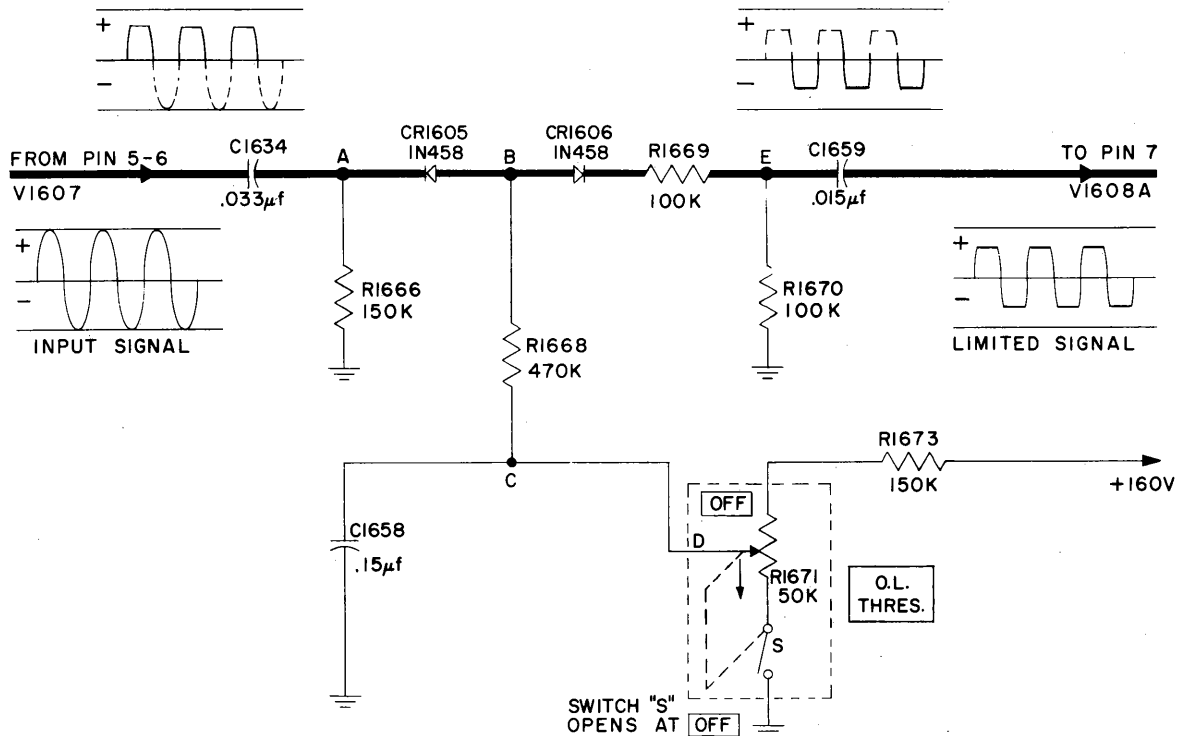 +
−
+
−
FROM PIN 5-6
V1607
C1634
.033µf
A
CR1605
1N458
B
CR1606
1N458
R1669
100K
E
C1659
.015µf
TO PIN 7
V1608A
+
−
INPUT SIGNAL
R1666
150K
R1668
470K
R1670
100K
+
−
LIMITED SIGNAL
C
R1673
150K
+160V
C1658
.15µf
OFF
D
R1671
50K
O.L.
THRES.
S
SWITCH "S"
OPENS AT OFF